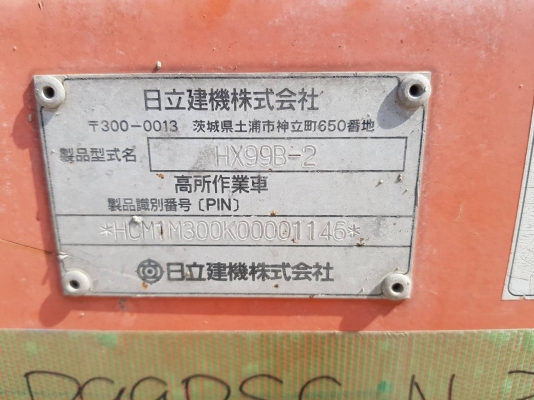 日立建機株式会社
〒300-0013 茨城県土浦市神立町650番地
製品型式名 HX99B-2
高所作業車
製品識別番号〔PIN〕
*HCM1M300K00001146*
日立建機株式会社